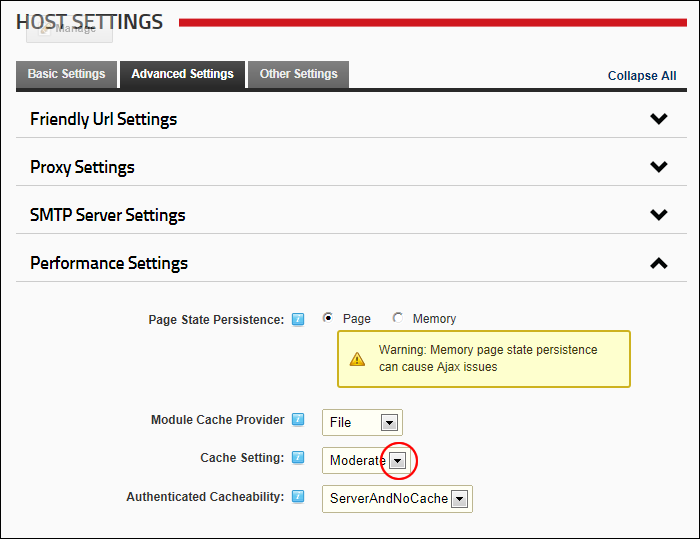 HOST SETTINGS
Manage
Basic Settings
Advanced Settings
Other Settings
Collapse All
Friendly Url Settings
Proxy Settings
SMTP Server Settings
Performance Settings
Page State Persistence: Page Memory
Warning: Memory page state persistence
can cause Ajax issues
Module Cache Provider File
Cache Setting: Moderate
Authenticated Cacheability: ServerAndNoCache